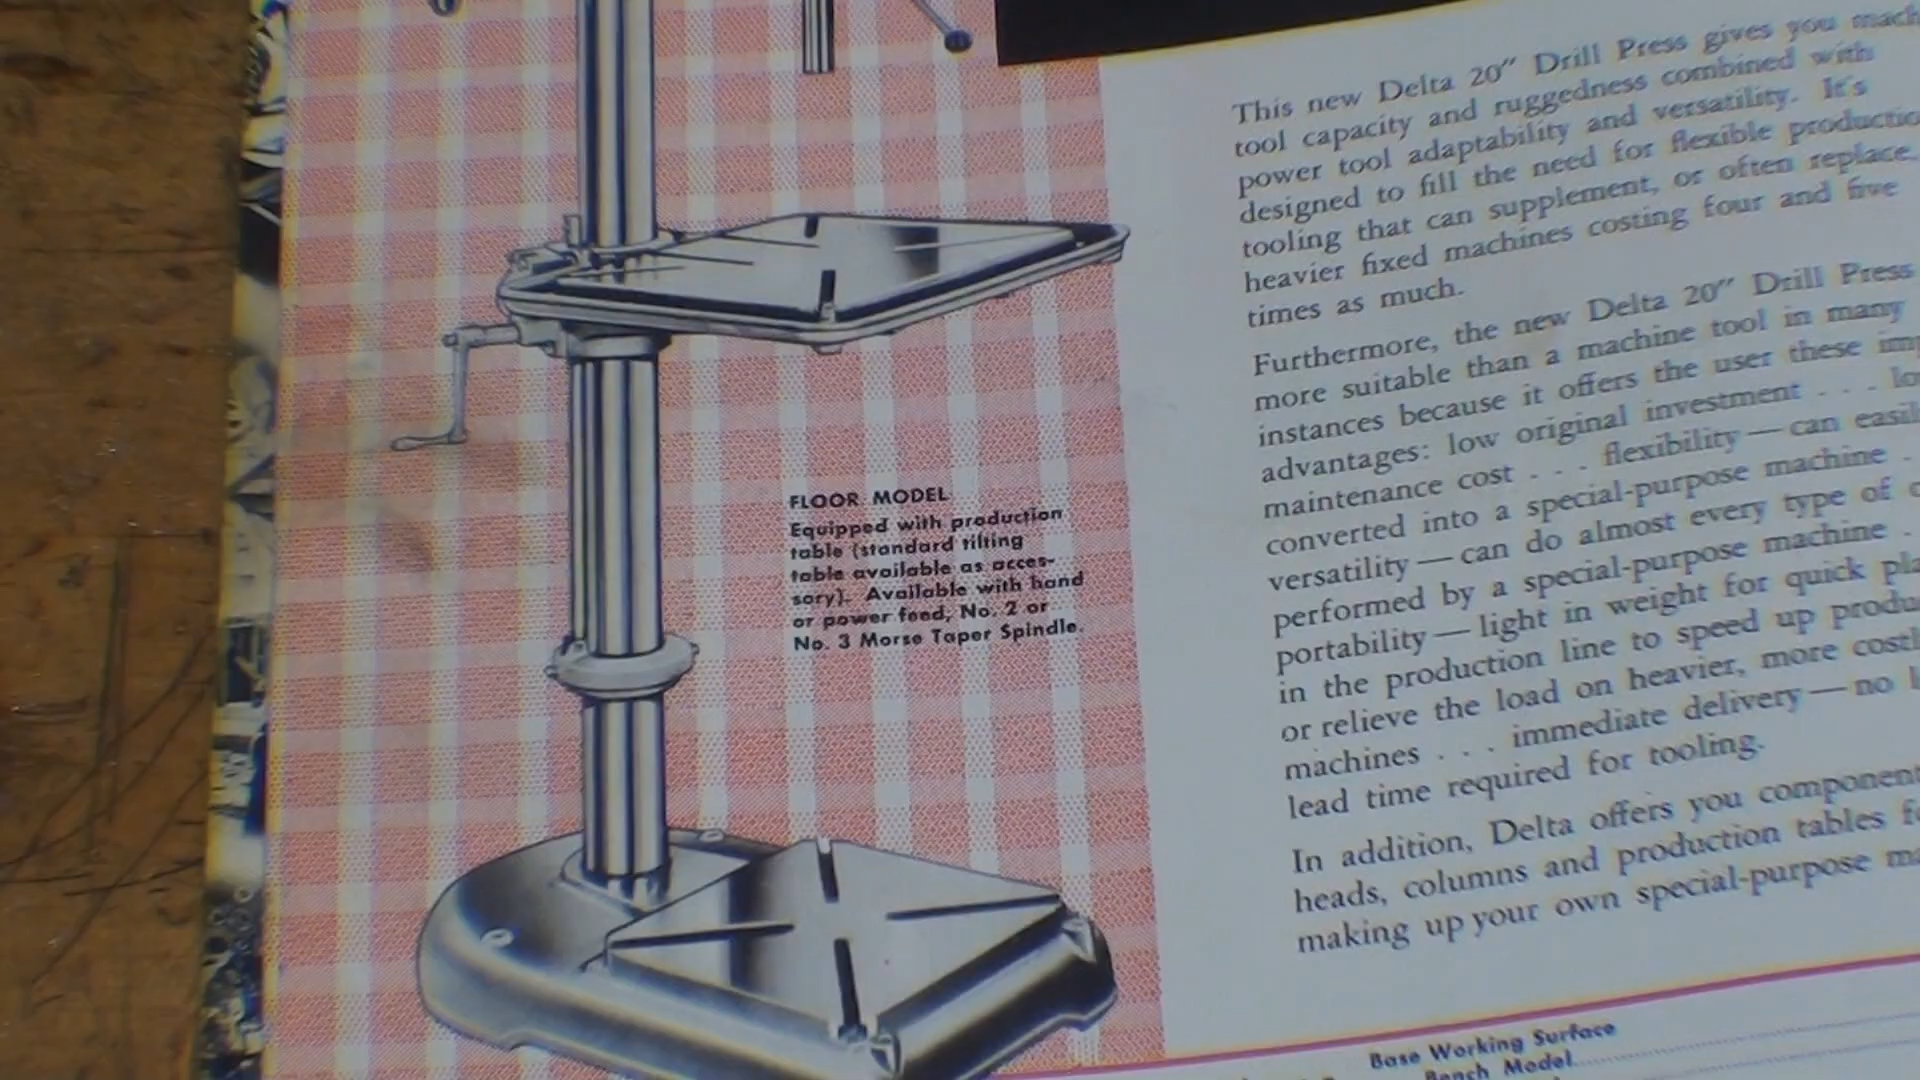 FLOOR MODEL
Equipped with production
table (standard tilting
table available as acces-
sory). Available with hand
or power feed, No. 2 or
No. 3 Morse Taper Spindle.
This new Delta 20" Drill Press gives you mach
tool capacity and ruggedness combined with
power tool adaptability and versatility. It's
designed to fill the need for flexible productio
tooling that can supplement, or often replace,
heavier fixed machines costing four and five
times as much.
Furthermore, the new Delta 20" Drill Press
more suitable than a machine tool in many
instances because it offers the user these imp
advantages: low original investment . . . lo
maintenance cost . . . flexibility — can easil
converted into a special-purpose machine .
versatility — can do almost every type of
performed by a special-purpose machine .
portability — light in weight for quick pla
in the production line to speed up produ
or relieve the load on heavier, more costl
machines . . . immediate delivery — no l
lead time required for tooling.
In addition, Delta offers you component
heads, columns and production tables f
making up your own special-purpose ma
Base Working Surface
Bench Model